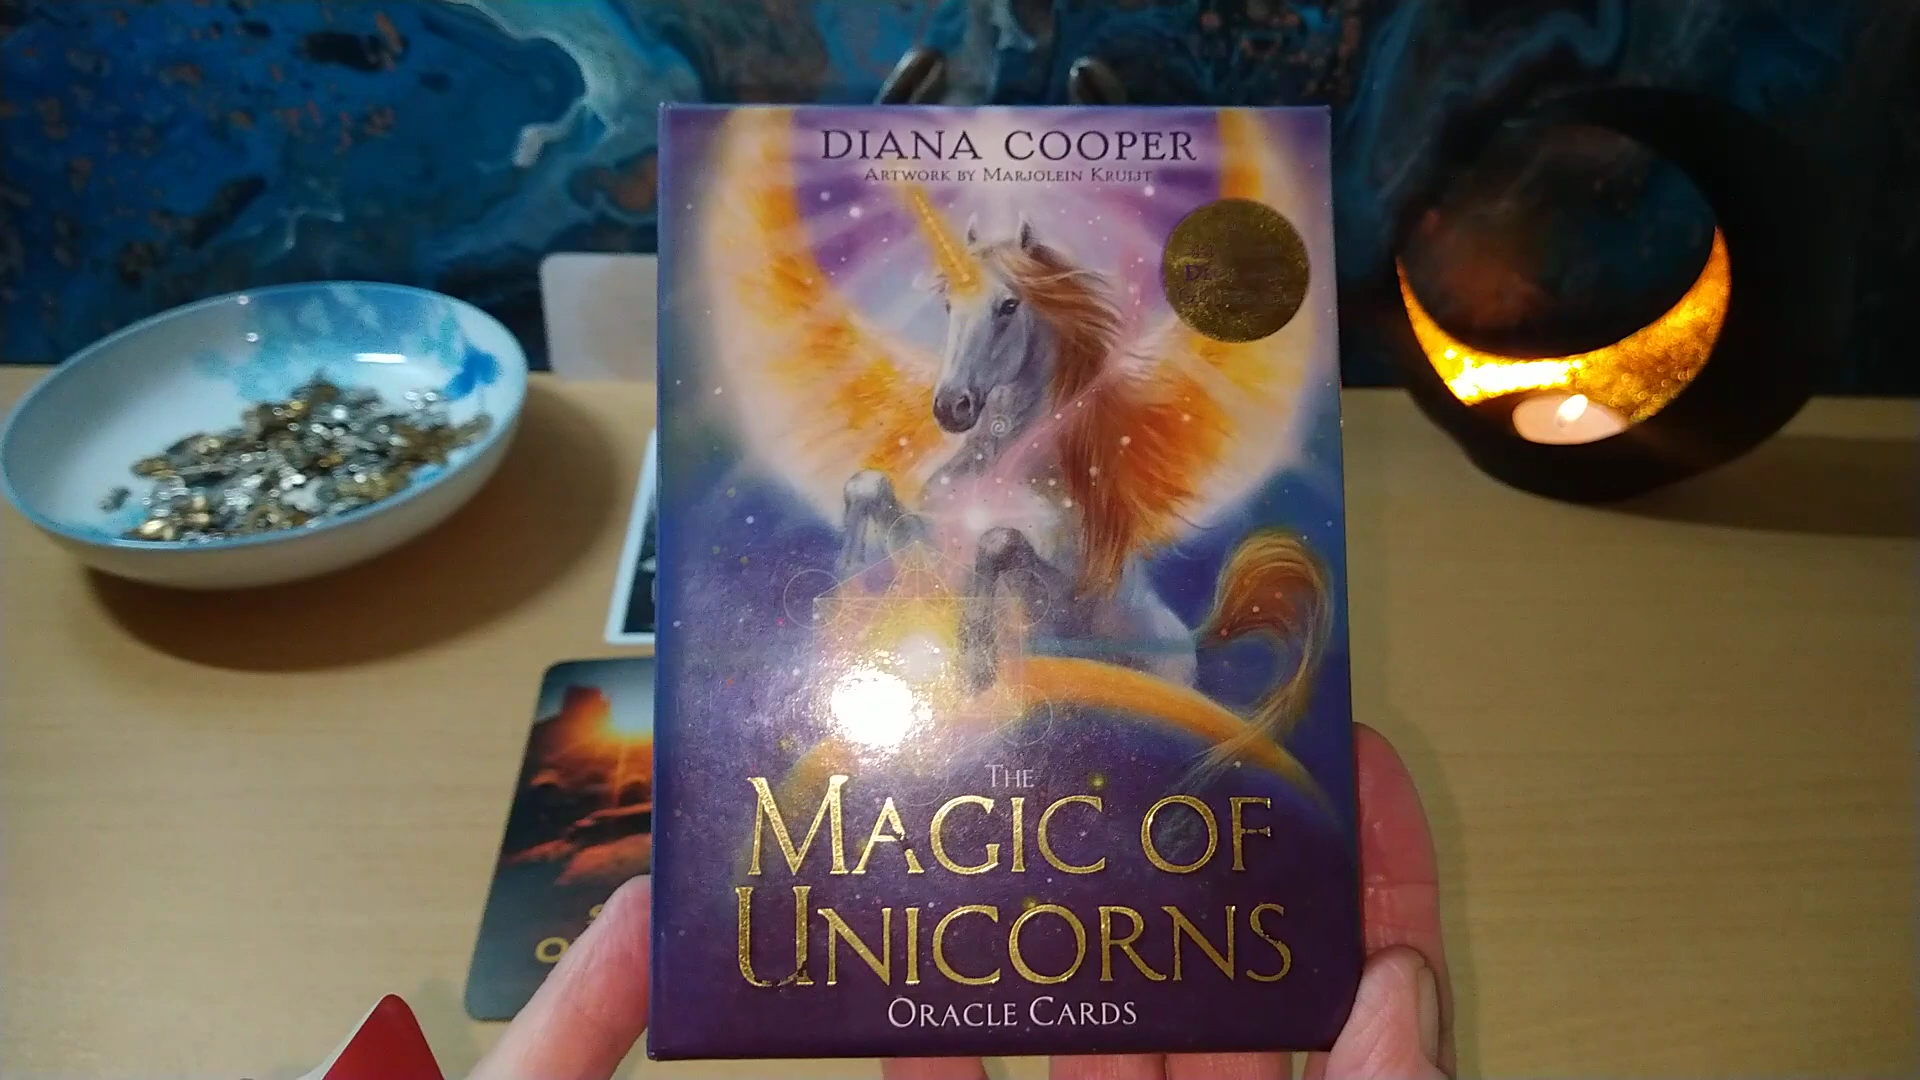 DIANA COOPER
ARTWORK BY MARJOLEIN KRUIJT
THE
MAGIC OF
UNICORNS
ORACLE CARDS